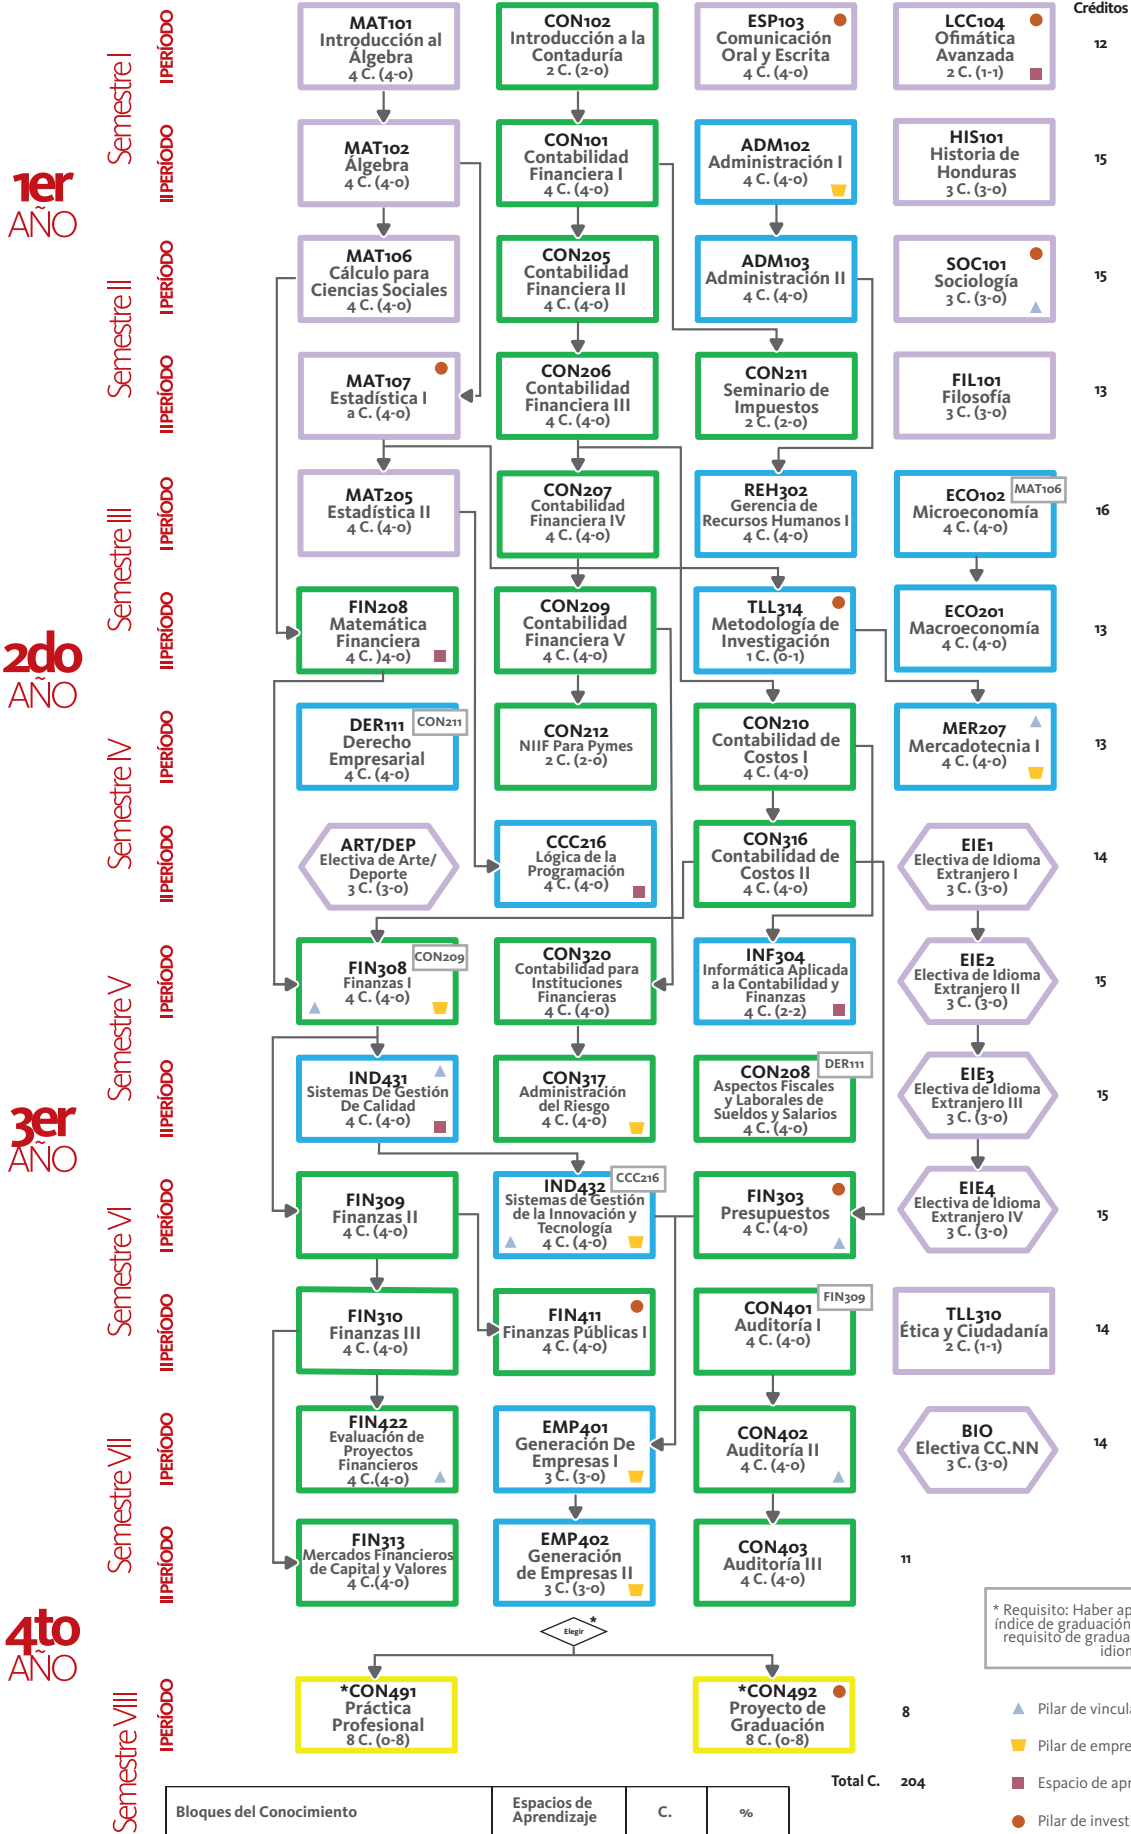 Créditos
1er
AÑO
Semestre I
I PERÍODO
MAT101
Introducción al
Álgebra
4 C. (4-0)
CON102
Introducción a la
Contaduría
2 C. (2-0)
ESP103
Comunicación
Oral y Escrita
4 C. (4-0)
LCC104
Ofimática
Avanzada
2 C. (1-1)
12
II PERÍODO
MAT102
Álgebra
4 C. (4-0)
CON101
Contabilidad
Financiera I
4 C. (4-0)
ADM102
Administración I
4 C. (4-0)
HIS101
Historia de
Honduras
3 C. (3-0)
15
Semestre II
I PERÍODO
MAT106
Cálculo para
Ciencias Sociales
4 C. (4-0)
CON205
Contabilidad
Financiera II
4 C. (4-0)
ADM103
Administración II
4 C. (4-0)
SOC101
Sociología
3 C. (3-0)
15
II PERÍODO
MAT107
Estadística I
a C. (4-0)
CON206
Contabilidad
Financiera III
4 C. (4-0)
CON211
Seminario de
Impuestos
2 C. (2-0)
FIL101
Filosofía
3 C. (3-0)
13
2do
AÑO
Semestre III
I PERÍODO
MAT205
Estadística II
4 C. (4-0)
CON207
Contabilidad
Financiera IV
4 C. (4-0)
REH302
Gerencia de
Recursos Humanos I
4 C. (4-0)
MAT106
ECO102
Microeconomía
4 C. (4-0)
16
II PERÍODO
FIN208
Matemática
Financiera
4 C. )4-0)
CON209
Contabilidad
Financiera V
4 C. (4-0)
TLL314
Metodología de
Investigación
1 C. (0-1)
ECO201
Macroeconomía
4 C. (4-0)
13
Semestre IV
I PERÍODO
CON211
DER111
Derecho
Empresarial
4 C. (4-0)
CON212
NIIF Para Pymes
2 C. (2-0)
CON210
Contabilidad de
Costos I
4 C. (4-0)
MER207
Mercadotecnia I
4 C. (4-0)
13
II PERÍODO
ART/DEP
Electiva de Arte/
Deporte
3 C. (3-0)
CCC216
Lógica de la
Programación
4 C. (4-0)
CON316
Contabilidad de
Costos II
4 C. (4-0)
EIE1
Electiva de Idioma
Extranjero I
3 C. (3-0)
14
3er
AÑO
Semestre V
I PERÍODO
CON209
FIN308
Finanzas I
4 C. (4-0)
CON320
Contabilidad para
Instituciones
Financieras
4 C. (4-0)
INF304
Informática Aplicada
a la Contabilidad y
Finanzas
4 C. (2-2)
EIE2
Electiva de Idioma
Extranjero II
3 C. (3-0)
15
II PERÍODO
IND431
Sistemas De Gestión
De Calidad
4 C. (4-0)
CON317
Administración
del Riesgo
4 C. (4-0)
DER111
CON208
Aspectos Fiscales
y Laborales de
Sueldos y Salarios
4 C. (4-0)
EIE3
Electiva de Idioma
Extranjero III
3 C. (3-0)
15
Semestre VI
I PERÍODO
FIN309
Finanzas II
4 C. (4-0)
CCC216
IND432
Sistemas de Gestión
de la Innovación y
Tecnología
4 C. (4-0)
FIN303
Presupuestos
4 C. (4-0)
EIE4
Electiva de Idioma
Extranjero IV
3 C. (3-0)
15
II PERÍODO
FIN310
Finanzas III
4 C. (4-0)
FIN411
Finanzas Públicas I
4 C. (4-0)
FIN309
CON401
Auditoría I
4 C. (4-0)
TLL310
Ética y Ciudadanía
2 C. (1-1)
14
4to
AÑO
Semestre VII
I PERÍODO
FIN422
Evaluación de
Proyectos
Financieros
4 C.(4-0)
EMP401
Generación De
Empresas I
3 C. (3-0)
CON402
Auditoría II
4 C. (4-0)
BIO
Electiva CC.NN
3 C. (3-0)
14
II PERÍODO
FIN313
Mercados Financieros
de Capital y Valores
4 C.(4-0)
EMP402
Generación
de Empresas II
3 C. (3-0)
CON403
Auditoría III
4 C. (4-0)
11
Elegir *
* Requisito: Haber ap
índice de graduación
requisito de gradua
idion
Semestre VIII
I PERÍODO
*CON491
Práctica
Profesional
8 C. (0-8)
*CON492
Proyecto de
Graduación
8 C. (0-8)
8
Pilar de vincula
Pilar de empre
Total C. 204
Espacio de apr
Pilar de investi
Bloques del Conocimiento
Espacios de
Aprendizaje
C.
%